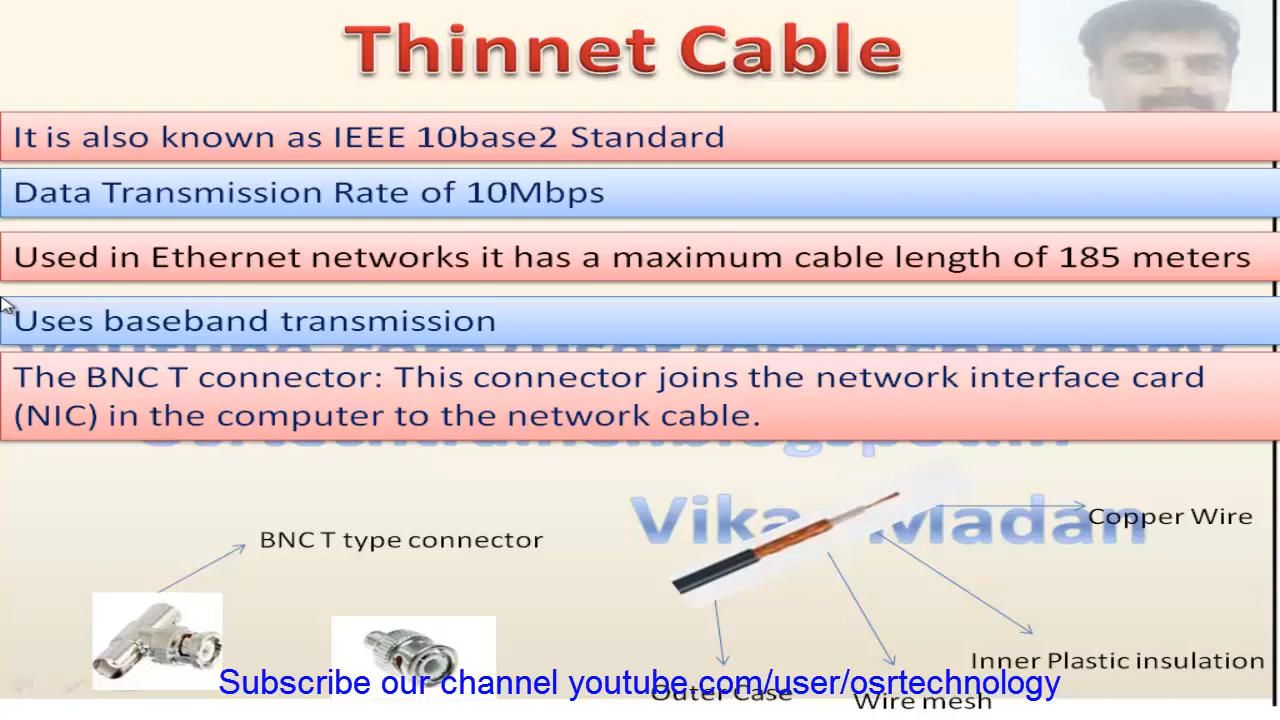 Thinnet Cable
It is also known as IEEE 10base2 Standard
Data Transmission Rate of 10Mbps
Used in Ethernet networks it has a maximum cable length of 185 meters
Uses baseband transmission
The BNC T connector: This connector joins the network interface card
(NIC) in the computer to the network cable.
Madan
Copper Wire
BNC T type connector
Inner Plastic insulation
Subscribe our channel youtube.com/user/osrtechnology
Outer Case
Wire mesh